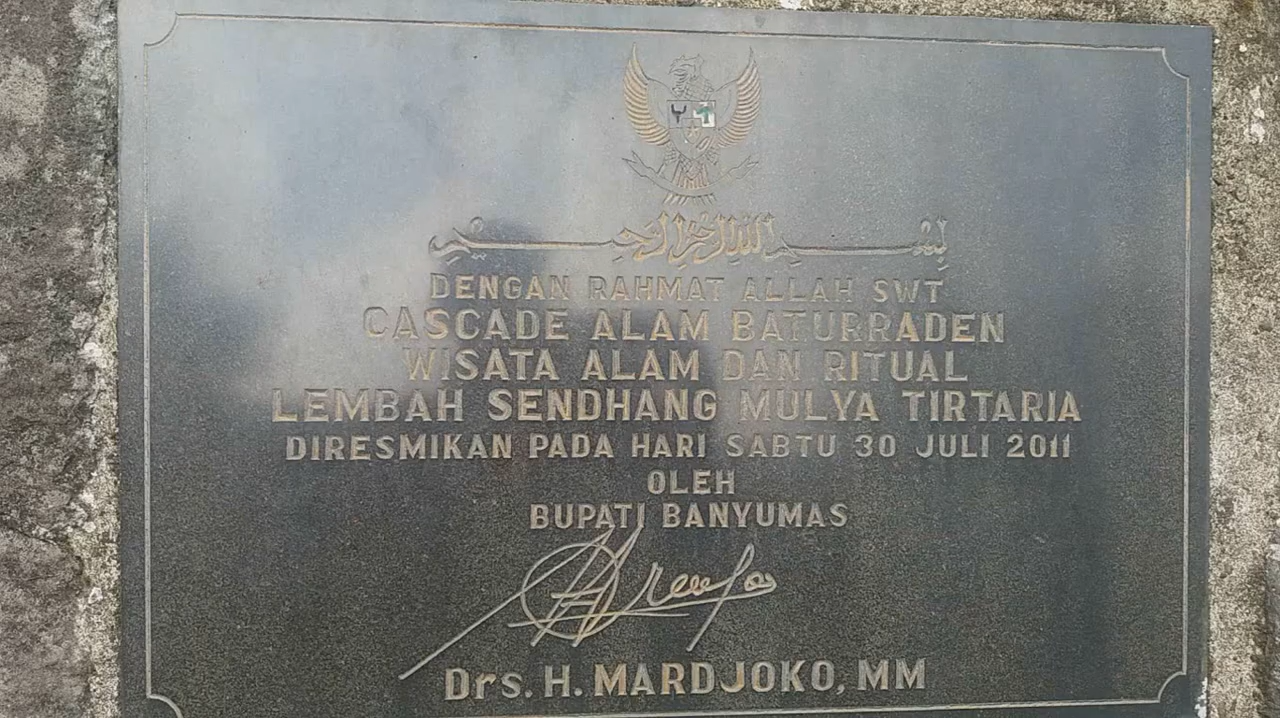 بسم الله الرحمن الرحيم
DENGAN RAHMAT ALLAH SWT
CASCADE ALAM BATURRADEN
WISATA ALAM DAN RITUAL
LEMBAH SENDHANG MULYA TIRTARIA
DIRESMIKAN PADA HARI SABTU 30 JULI 2011
OLEH
BUPATI BANYUMAS
Drs. H. MARDJOKO, MM